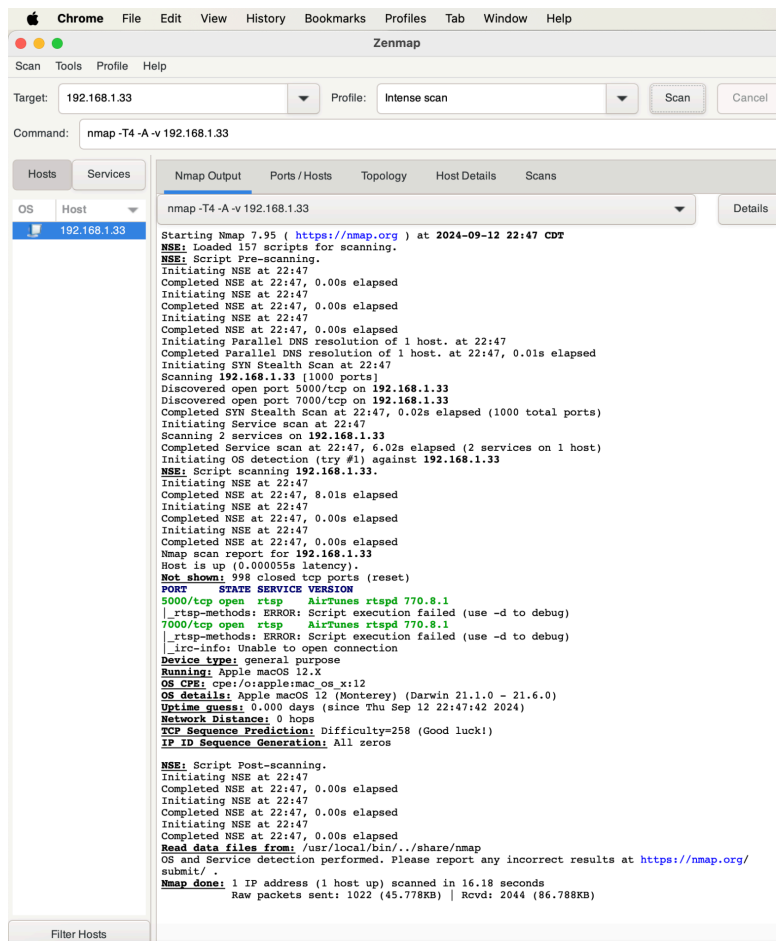 Chrome File Edit View History Bookmarks Profiles Tab Window Help
Zenmap
Scan Tools Profile Help
Target: 192.168.1.33 Profile: Intense scan Scan Cancel
Command: nmap -T4 -A -v 192.168.1.33
Hosts Services Nmap Output Ports / Hosts Topology Host Details Scans
OS Host nmap -T4 -A -v 192.168.1.33 Details
192.168.1.33
Starting Nmap 7.95 ( https://nmap.org ) at 2024-09-12 22:47 CDT
NSE: Loaded 157 scripts for scanning.
NSE: Script Pre-scanning.
Initiating NSE at 22:47
Completed NSE at 22:47, 0.00s elapsed
Initiating NSE at 22:47
Completed NSE at 22:47, 0.00s elapsed
Initiating NSE at 22:47
Completed NSE at 22:47, 0.00s elapsed
Initiating Parallel DNS resolution of 1 host. at 22:47
Completed Parallel DNS resolution of 1 host. at 22:47, 0.01s elapsed
Initiating SYN Stealth Scan at 22:47
Scanning 192.168.1.33 [1000 ports]
Discovered open port 5000/tcp on 192.168.1.33
Discovered open port 7000/tcp on 192.168.1.33
Completed SYN Stealth Scan at 22:47, 0.02s elapsed (1000 total ports)
Initiating Service scan at 22:47
Scanning 2 services on 192.168.1.33
Completed Service scan at 22:47, 6.02s elapsed (2 services on 1 host)
Initiating OS detection (try #1) against 192.168.1.33
NSE: Script scanning 192.168.1.33.
Initiating NSE at 22:47
Completed NSE at 22:47, 8.01s elapsed
Initiating NSE at 22:47
Completed NSE at 22:47, 0.00s elapsed
Initiating NSE at 22:47
Completed NSE at 22:47, 0.00s elapsed
Nmap scan report for 192.168.1.33
Host is up (0.000055s latency).
Not shown: 998 closed tcp ports (reset)
PORT STATE SERVICE VERSION
5000/tcp open rtsp AirTunes rtspd 770.8.1
|_rtsp-methods: ERROR: Script execution failed (use -d to debug)
7000/tcp open rtsp AirTunes rtspd 770.8.1
|_rtsp-methods: ERROR: Script execution failed (use -d to debug)
|_irc-info: Unable to open connection
Device type: general purpose
Running: Apple macOS 12.X
OS CPE: cpe:/o:apple:mac_os_x:12
OS details: Apple macOS 12 (Monterey) (Darwin 21.1.0 - 21.6.0)
Uptime guess: 0.000 days (since Thu Sep 12 22:47:42 2024)
Network Distance: 0 hops
TCP Sequence Prediction: Difficulty=258 (Good luck!)
IP ID Sequence Generation: All zeros
NSE: Script Post-scanning.
Initiating NSE at 22:47
Completed NSE at 22:47, 0.00s elapsed
Initiating NSE at 22:47
Completed NSE at 22:47, 0.00s elapsed
Initiating NSE at 22:47
Completed NSE at 22:47, 0.00s elapsed
Read data files from: /usr/local/bin/../share/nmap
OS and Service detection performed. Please report any incorrect results at https://nmap.org/
submit/ .
Nmap done: 1 IP address (1 host up) scanned in 16.18 seconds
Raw packets sent: 1022 (45.778KB) | Rcvd: 2044 (86.788KB)
Filter Hosts